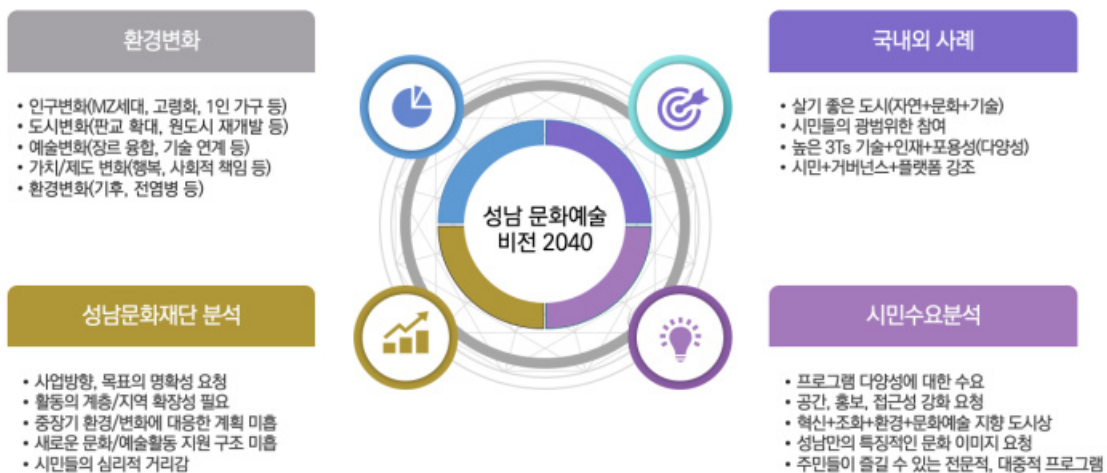 환경변화
• 인구변화(MZ세대, 고령화, 1인 가구 등)
• 도시변화(판교 확대, 원도시 재개발 등)
• 예술변화(장르 융합, 기술 연계 등)
• 가치/제도 변화(행복, 사회적 책임 등)
• 환경변화(기후, 전염병 등)
국내외 사례
• 살기 좋은 도시(자연+문화+기술)
• 시민들의 광범위한 참여
• 높은 3Ts 기술+인재+포용성(다양성)
• 시민+거버넌스+플랫폼 강조
성남 문화예술
비전 2040
성남문화재단 분석
• 사업방향, 목표의 명확성 요청
• 활동의 계층/지역 확장성 필요
• 중장기 환경/변화에 대응한 계획 미흡
• 새로운 문화/예술활동 지원 구조 미흡
• 시민들의 심리적 거리감
시민수요분석
• 프로그램 다양성에 대한 수요
• 공간, 홍보, 접근성 강화 요청
• 혁신+조화+환경+문화예술 지향 도시상
• 성남만의 특징적인 문화 이미지 요청
• 주민들이 즐길 수 있는 전문적, 대중적 프로그램